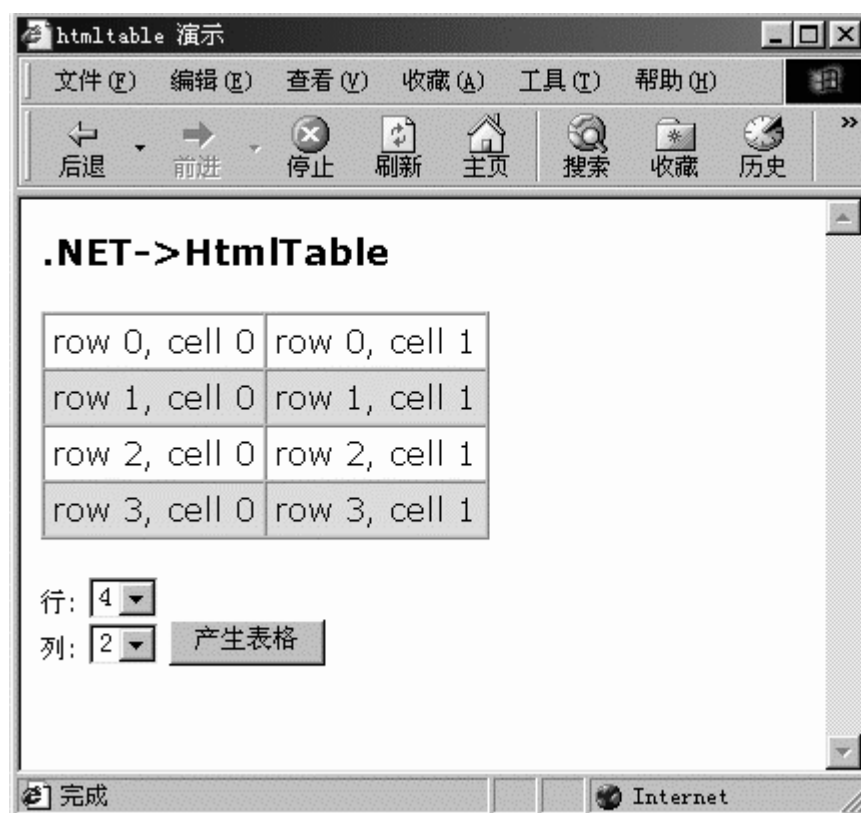 htmltable 演示
文件(F) 编辑(E) 查看(V) 收藏(A) 工具(T) 帮助(H)
后退 前进 停止 刷新 主页 搜索 收藏 历史 »
.NET->HtmlTable
row 0, cell 0 row 0, cell 1
row 1, cell 0 row 1, cell 1
row 2, cell 0 row 2, cell 1
row 3, cell 0 row 3, cell 1
行: 4
列: 2 产生表格
完成 Internet